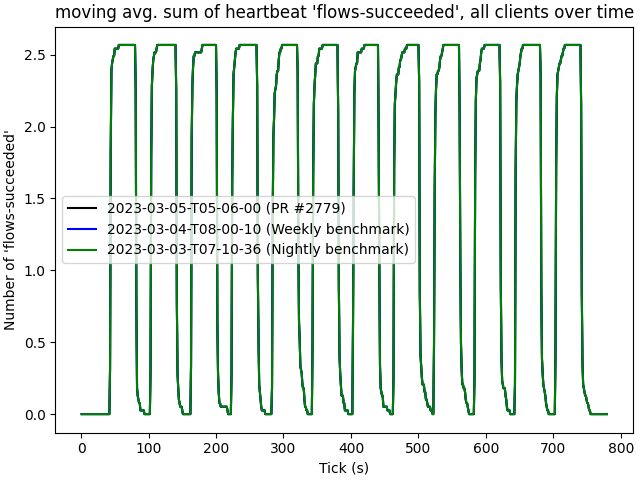 moving avg. sum of heartbeat 'flows-succeeded', all clients over time
Number of 'flows-succeeded'
2.5
2.0
1.5
1.0
0.5
0.0
2023-03-05-T05-06-00 (PR #2779)
2023-03-04-T08-00-10 (Weekly benchmark)
2023-03-03-T07-10-36 (Nightly benchmark)
0 100 200 300 400 500 600 700 800
Tick (s)